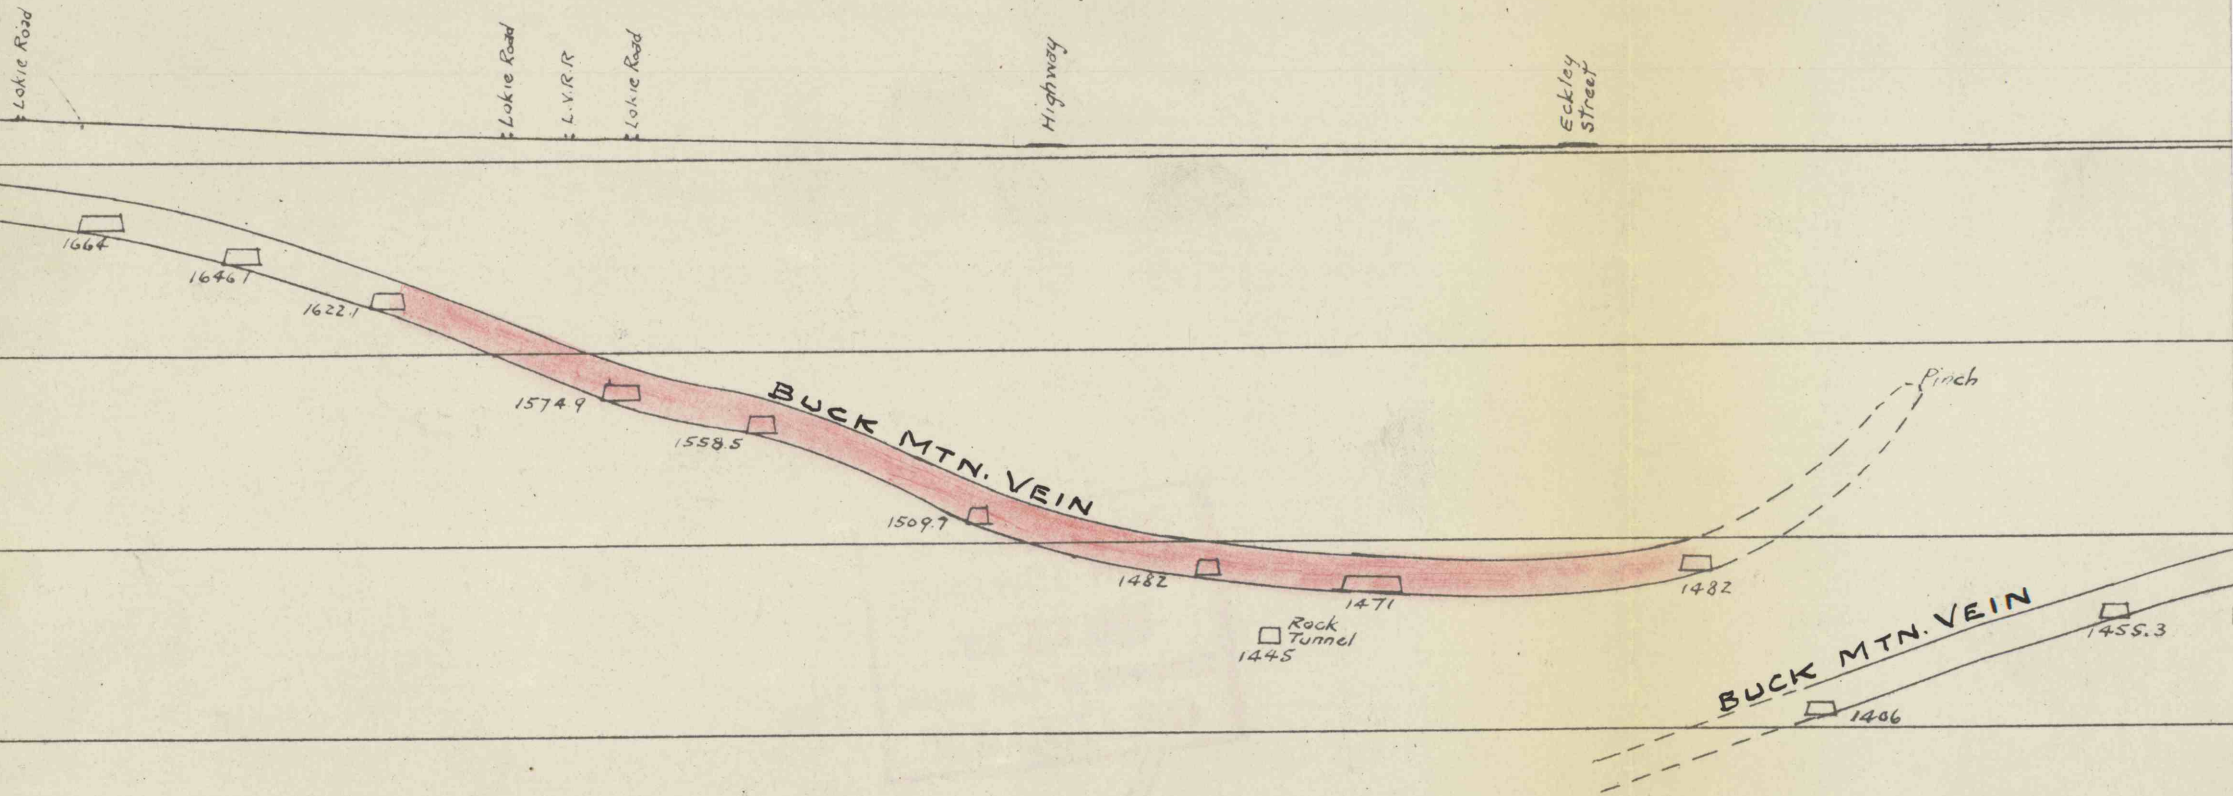 Lokie Road
Lokie Road
L.V.R.R
Lokie Road
Highway
Eckley
Street
1664
1646.1
1622.1
1574.9
1558.5
BUCK MTN. VEIN
1509.7
1482
1471
1482
Pinch
Rock
Tunnel
1445
BUCK MTN. VEIN
1455.3
1406